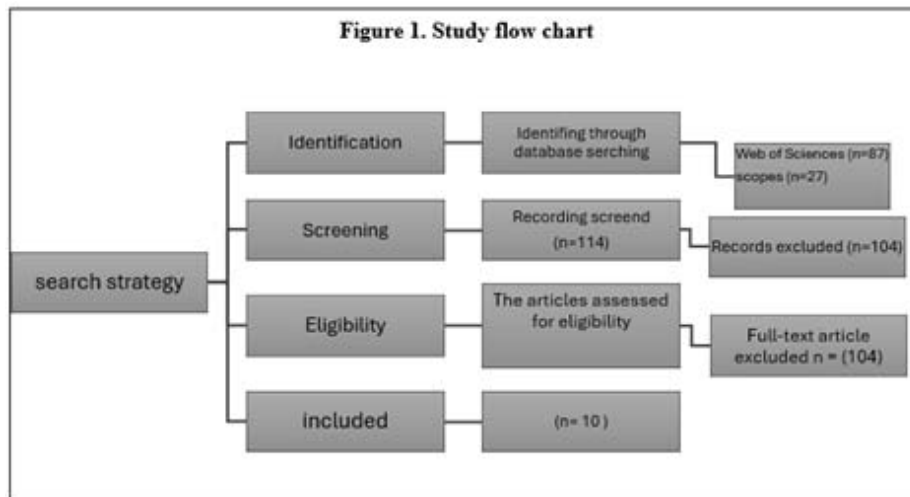 Figure 1. Study flow chart
search strategy
Identification
Identifing through
database serching
Web of Sciences (n=87)
scopes (n=27)
Screening
Recording screend
(n=114)
Records excluded (n=104)
Eligibility
The articles assessed
for eligibility
Full-text article
excluded n = (104)
included
(n= 10 )